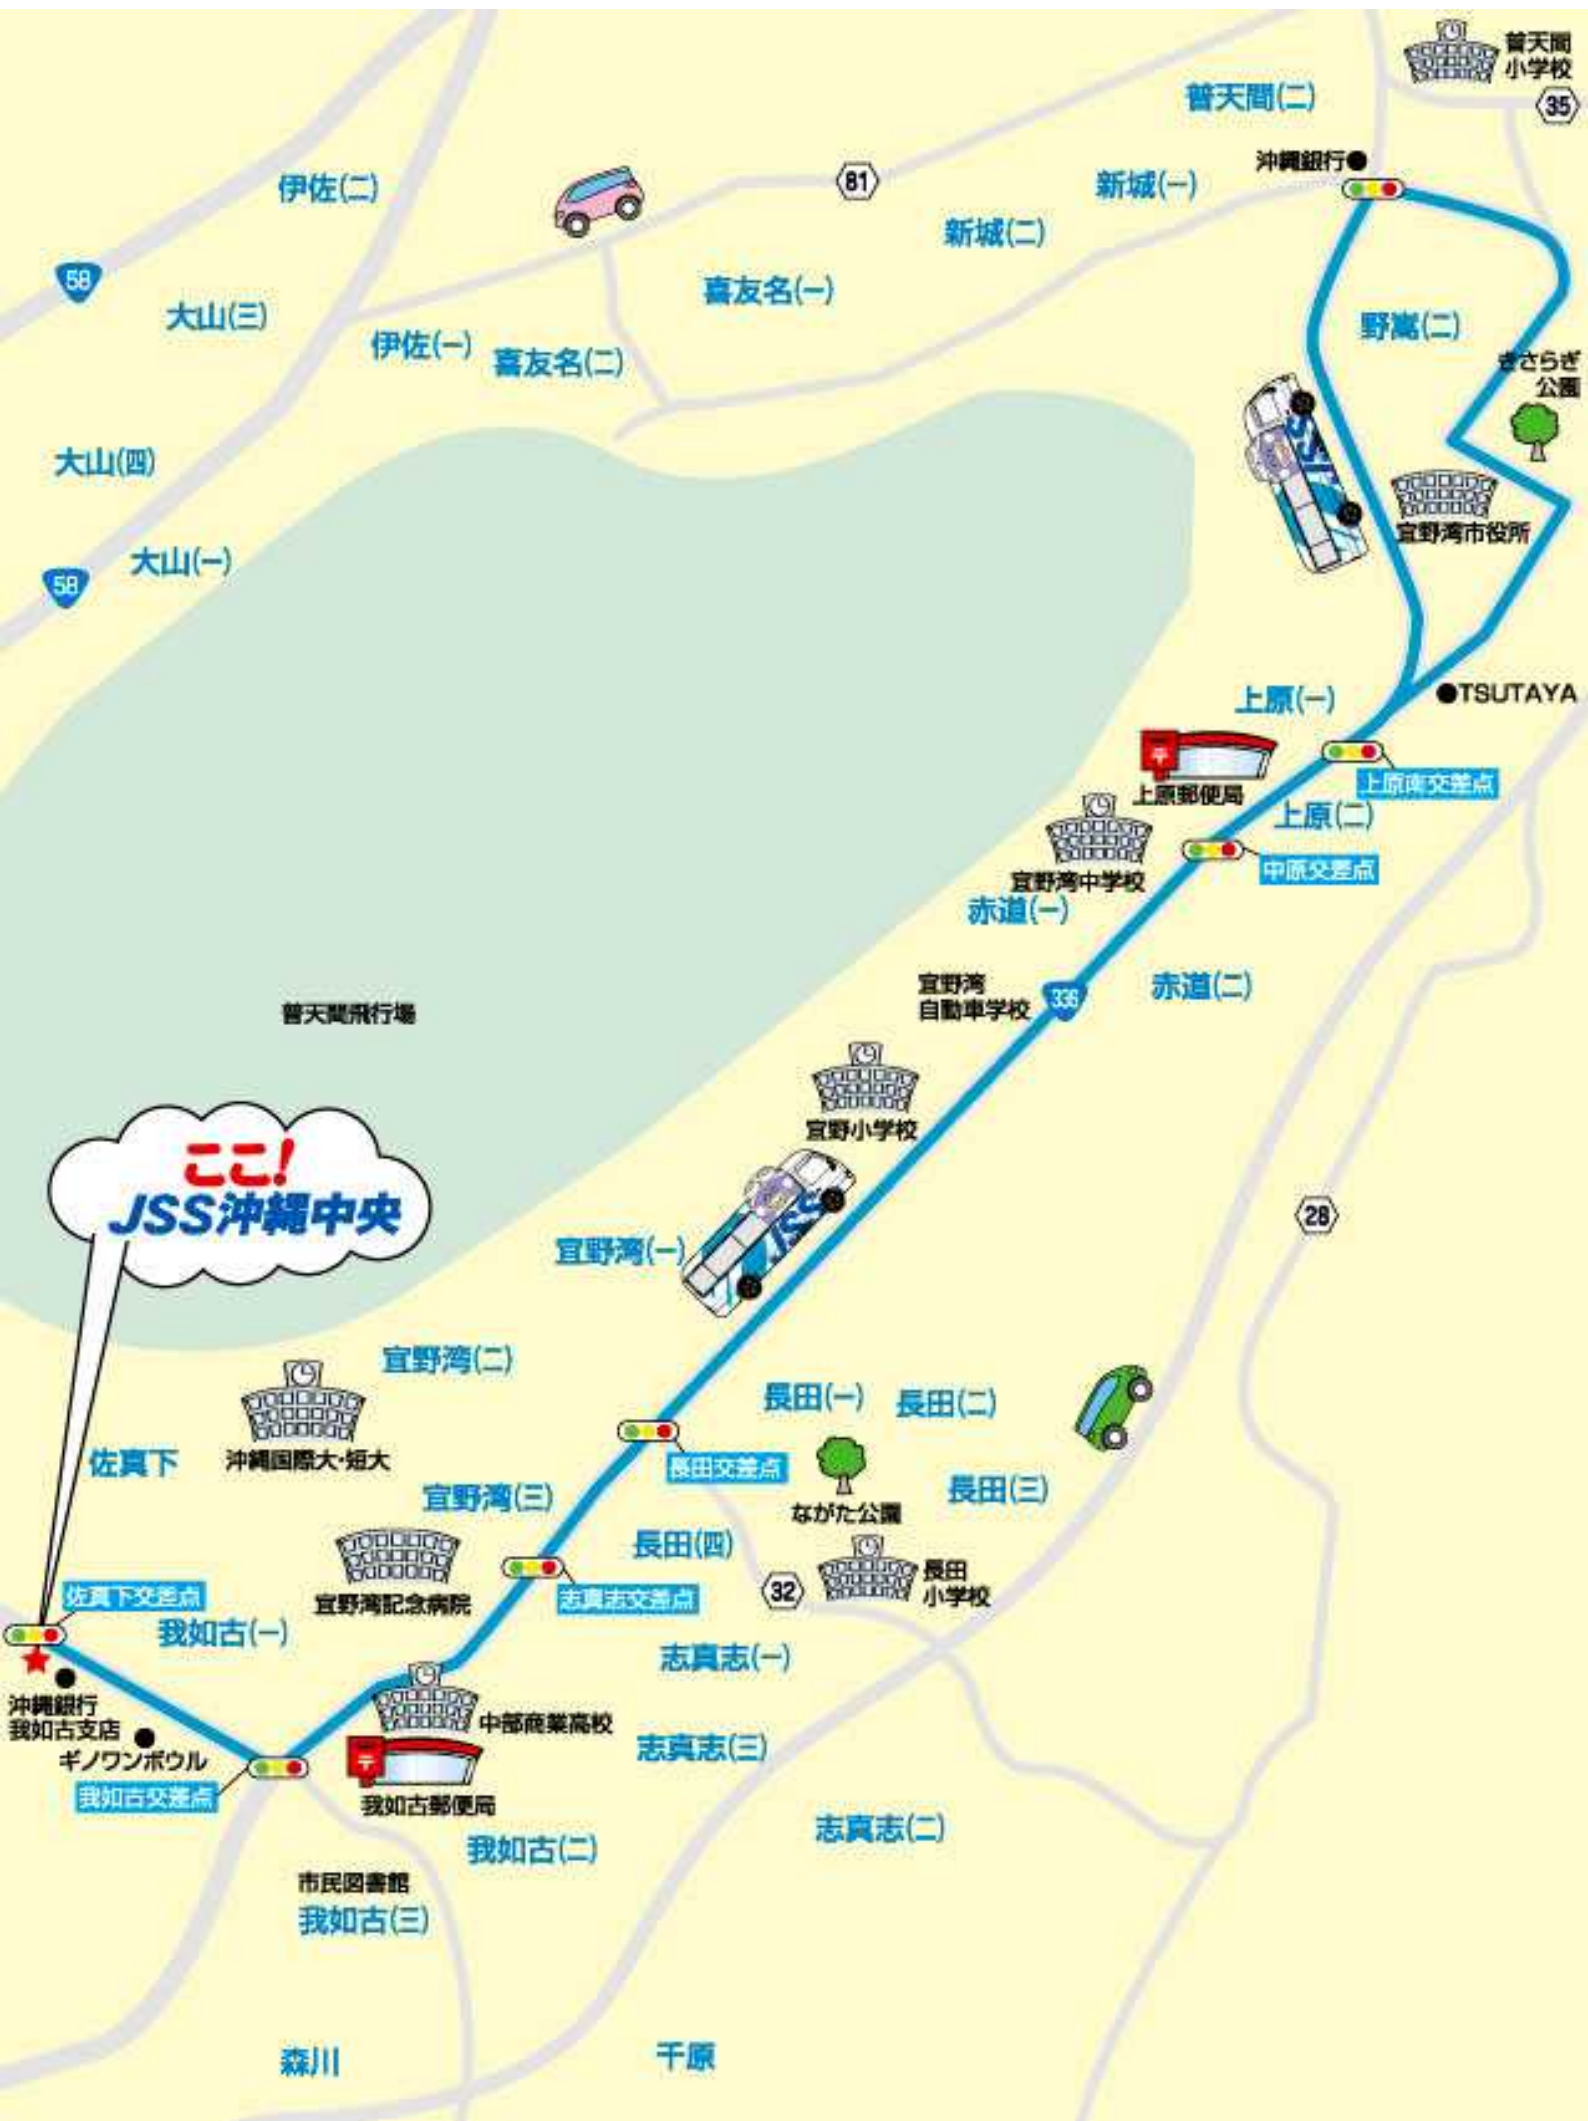 普天間
小学校
35
普天間(二)
沖縄銀行
伊佐(二)
81
新城(一)
新城(二)
58
喜友名(一)
大山(三)
伊佐(一)
喜友名(二)
野嵩(二)
きさらぎ
公園
大山(四)
宜野湾市役所
大山(一)
58
上原(一)
TSUTAYA
上原郵便局
上原南交差点
上原(二)
中原交差点
宜野湾中学校
赤道(一)
宜野湾
自動車学校
336
赤道(二)
普天間飛行場
宜野小学校
ここ!
JSS沖縄中央
28
宜野湾(一)
宜野湾(二)
長田(一)
長田(二)
佐真下
沖縄国際大・短大
長田交差点
宜野湾(三)
長田(三)
ながた公園
長田(四)
長田
小学校
32
宜野湾記念病院
志真志交差点
佐真下交差点
我如古(一)
志真志(一)
沖縄銀行
我如古支店
中部商業高校
ギノワンボウル
志真志(三)
我如古交差点
我如古郵便局
志真志(二)
我如古(二)
市民図書館
我如古(三)
森川
千原